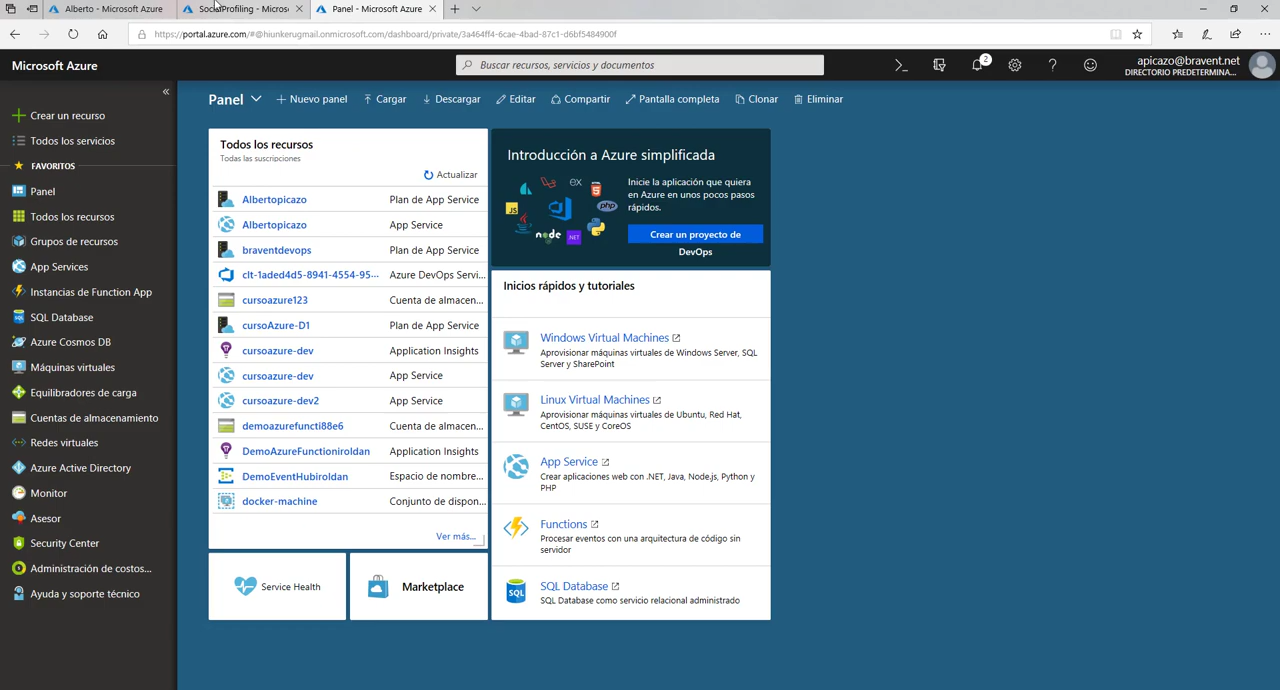 Alberto - Microsoft Azure
SocialProfiling - Microsc
Panel - Microsoft Azure
https://portal.azure.com/#@hiunkerugmail.onmicrosoft.com/dashboard/private/3a464ff4-6cae-4bad-87c1-d6bf5484900f
Microsoft Azure
Buscar recursos, servicios y documentos
2
apicazo@bravent.net
DIRECTORIO PREDETERMINA...
Crear un recurso
Todos los servicios
FAVORITOS
Panel
Todos los recursos
Grupos de recursos
App Services
Instancias de Function App
SQL Database
Azure Cosmos DB
Máquinas virtuales
Equilibradores de carga
Cuentas de almacenamiento
Redes virtuales
Azure Active Directory
Monitor
Asesor
Security Center
Administración de costos...
Ayuda y soporte técnico
Panel
Nuevo panel
Cargar
Descargar
Editar
Compartir
Pantalla completa
Clonar
Eliminar
Todos los recursos
Todas las suscripciones
Actualizar
Albertopicazo Plan de App Service
Albertopicazo App Service
braventdevops Plan de App Service
clt-1aded4d5-8941-4554-95-... Azure DevOps Servi...
cursoazure123 Cuenta de almacen...
cursoAzure-D1 Plan de App Service
cursoazure-dev Application Insights
cursoazure-dev App Service
cursoazure-dev2 App Service
demoazurefuncti88e6 Cuenta de almacen...
DemoAzureFunctioniroldan Application Insights
DemoEventHubiroldan Espacio de nombre...
docker-machine Conjunto de dispon...
Ver más...
Service Health
Marketplace
Introducción a Azure simplificada
JS
ex
php
node
.NET
Inicie la aplicación que quiera
en Azure en unos pocos pasos
rápidos.
Crear un proyecto de
DevOps
Inicios rápidos y tutoriales
Windows Virtual Machines
Aprovisionar máquinas virtuales de Windows Server, SQL
Server y SharePoint
Linux Virtual Machines
Aprovisionar máquinas virtuales de Ubuntu, Red Hat,
CentOS, SUSE y CoreOS
App Service
Crear aplicaciones web con .NET, Java, Node.js, Python y
PHP
Functions
Procesar eventos con una arquitectura de código sin
servidor
SQL
SQL Database
SQL Database como servicio relacional administrado